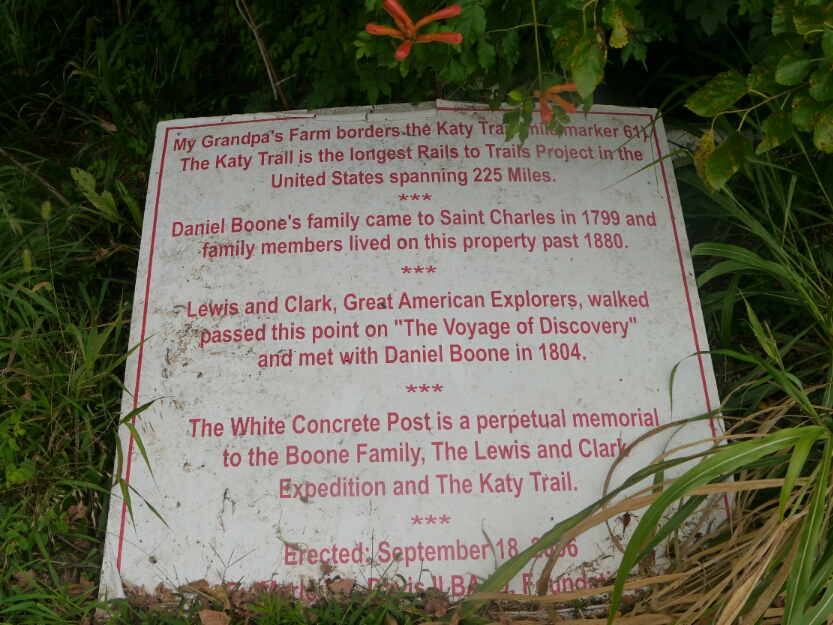 My Grandpa's Farm borders the Katy Trail (mile marker 61)
The Katy Trail is the longest Rails to Trails Project in the
United States spanning 225 Miles.
***
Daniel Boone's family came to Saint Charles in 1799 and
family members lived on this property past 1880.
***
Lewis and Clark, Great American Explorers, walked
passed this point on "The Voyage of Discovery"
and met with Daniel Boone in 1804.
***
The White Concrete Post is a perpetual memorial
to the Boone Family, The Lewis and Clark
Expedition and The Katy Trail.
***
Erected: September 18,
Davis